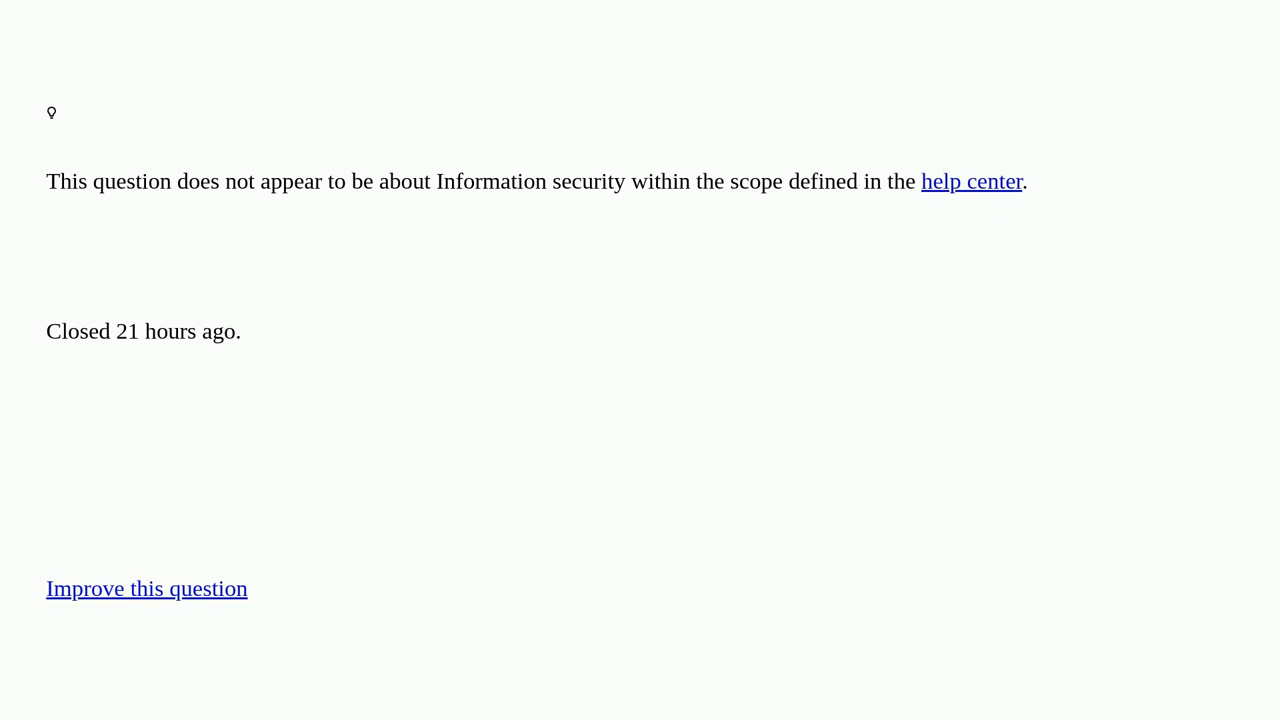 This question does not appear to be about Information security within the scope defined in the help center.
Closed 21 hours ago.
Improve this question